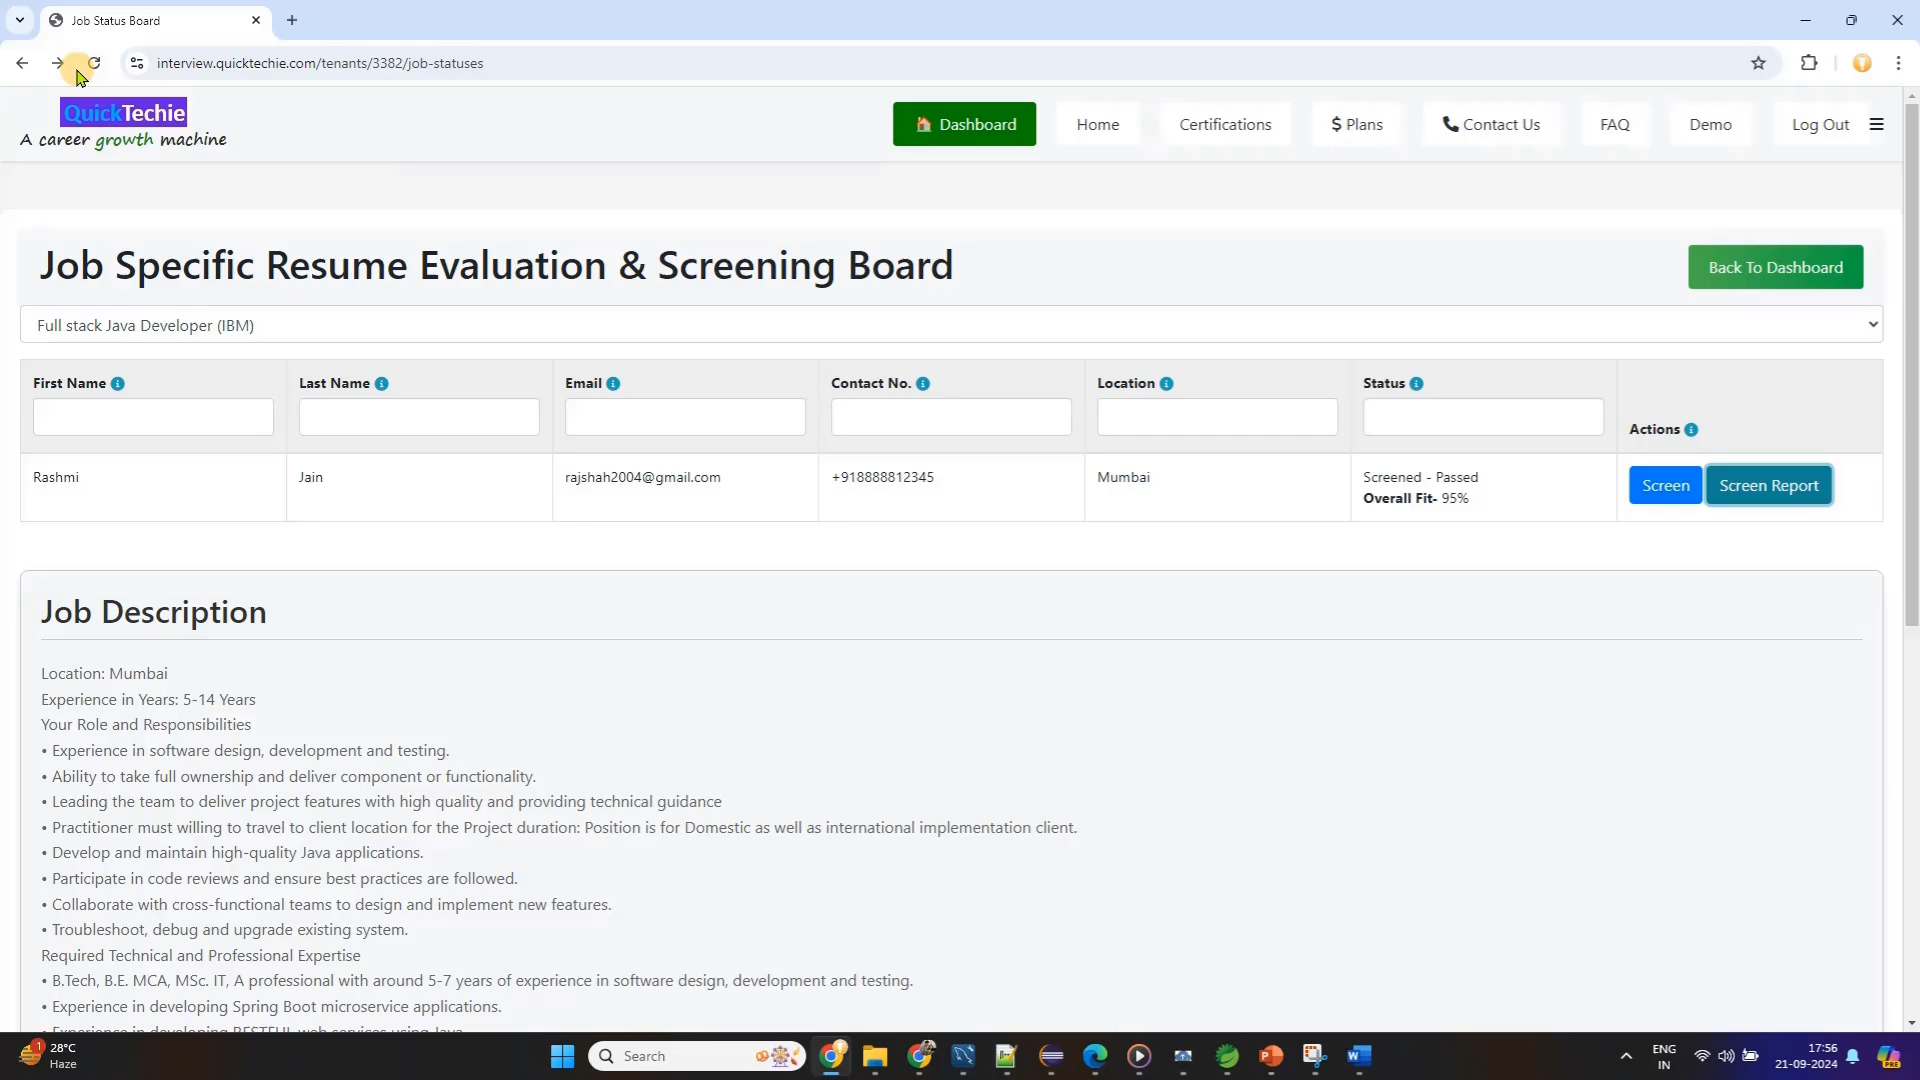 Job Status Board
interview.quicktechie.com/tenants/3382/job-statuses
QuickTechie
A career growth machine
Dashboard
Home
Certifications
$ Plans
Contact Us
FAQ
Demo
Log Out
Job Specific Resume Evaluation & Screening Board
Back To Dashboard
Full stack Java Developer (IBM)
First Name
Last Name
Email
Contact No.
Location
Status
Actions
Rashmi
Jain
rajshah2004@gmail.com
+918888812345
Mumbai
Screened - Passed
Overall Fit- 95%
Screen
Screen Report
Job Description
Location: Mumbai
Experience in Years: 5-14 Years
Your Role and Responsibilities
• Experience in software design, development and testing.
• Ability to take full ownership and deliver component or functionality.
• Leading the team to deliver project features with high quality and providing technical guidance
• Practitioner must willing to travel to client location for the Project duration: Position is for Domestic as well as international implementation client.
• Develop and maintain high-quality Java applications.
• Participate in code reviews and ensure best practices are followed.
• Collaborate with cross-functional teams to design and implement new features.
• Troubleshoot, debug and upgrade existing system.
Required Technical and Professional Expertise
• B.Tech, B.E. MCA, MSc. IT, A professional with around 5-7 years of experience in software design, development and testing.
• Experience in developing Spring Boot microservice applications.
• Experience in developing RESTFUL web services using Java
1
28°C
Haze
Search
ENG
IN
17:56
21-09-2024